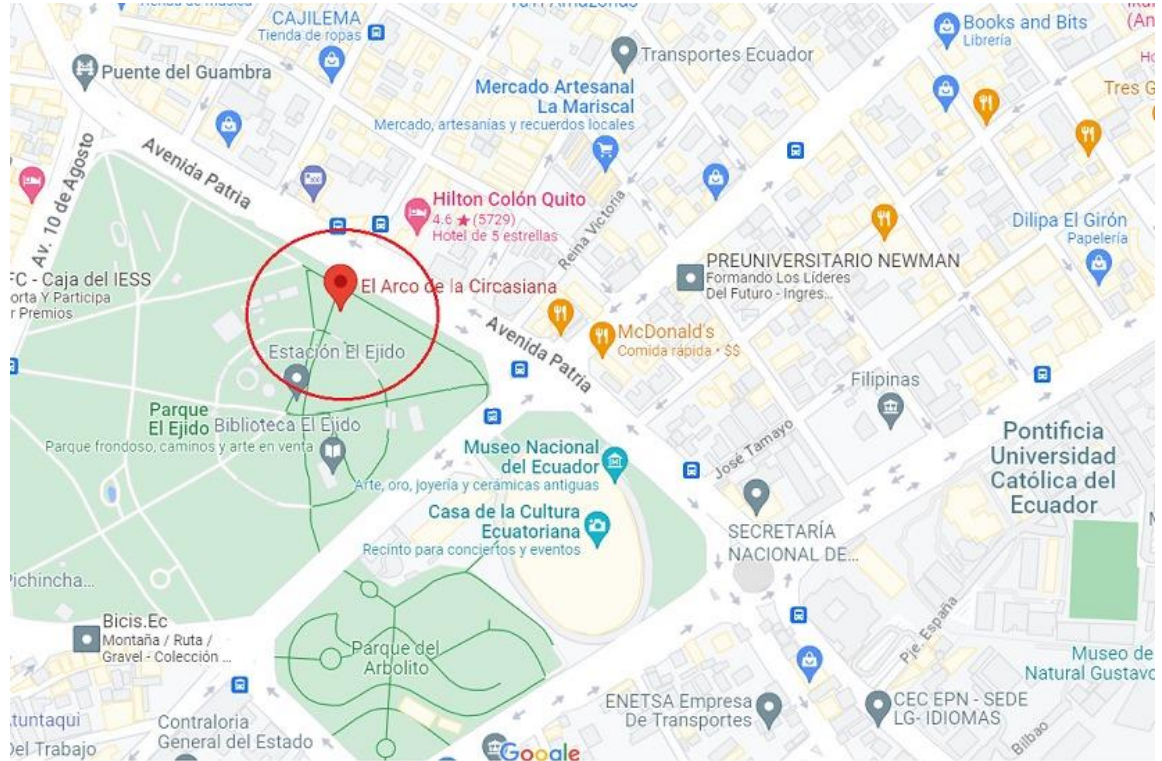 CAJILEMA
Tienda de ropas
Books and Bits
Librería
Puente del Guambra
Transportes Ecuador
Tres G
Mercado Artesanal
La Mariscal
Mercado, artesanías y recuerdos locales
Av. 10 de Agosto
Avenida Patria
Hilton Colón Quito
4.6 ★ (5729)
Hotel de 5 estrellas
Reina Victoria
Dilipa El Girón
Papelería
PREUNIVERSITARIO NEWMAN
Formando Los Líderes
Del Futuro - Ingres...
FC - Caja del IESS
orta Y Participa
r Premios
El Arco de la Circasiana
Avenida Patria
McDonald's
Comida rápida • $$
Estación El Ejido
Filipinas
Parque
El Ejido
Biblioteca El Ejido
Parque frondoso, caminos y arte en venta
Museo Nacional
del Ecuador
Arte, oro, joyería y cerámicas antiguas
José Tamayo
Pontificia
Universidad
Católica del
Ecuador
Casa de la Cultura
Ecuatoriana
Recinto para conciertos y eventos
SECRETARÍA
NACIONAL DE...
Pichincha...
Bicis.Ec
Montaña / Ruta /
Gravel - Colección ...
Parque del
Arbolito
Pje. España
Museo de
Natural Gustavo
ENETSA Empresa
De Transportes
CEC EPN - SEDE
LG- IDIOMAS
Contraloria
General del Estado
tuntaqui
Del Trabajo
Bilbao
Google